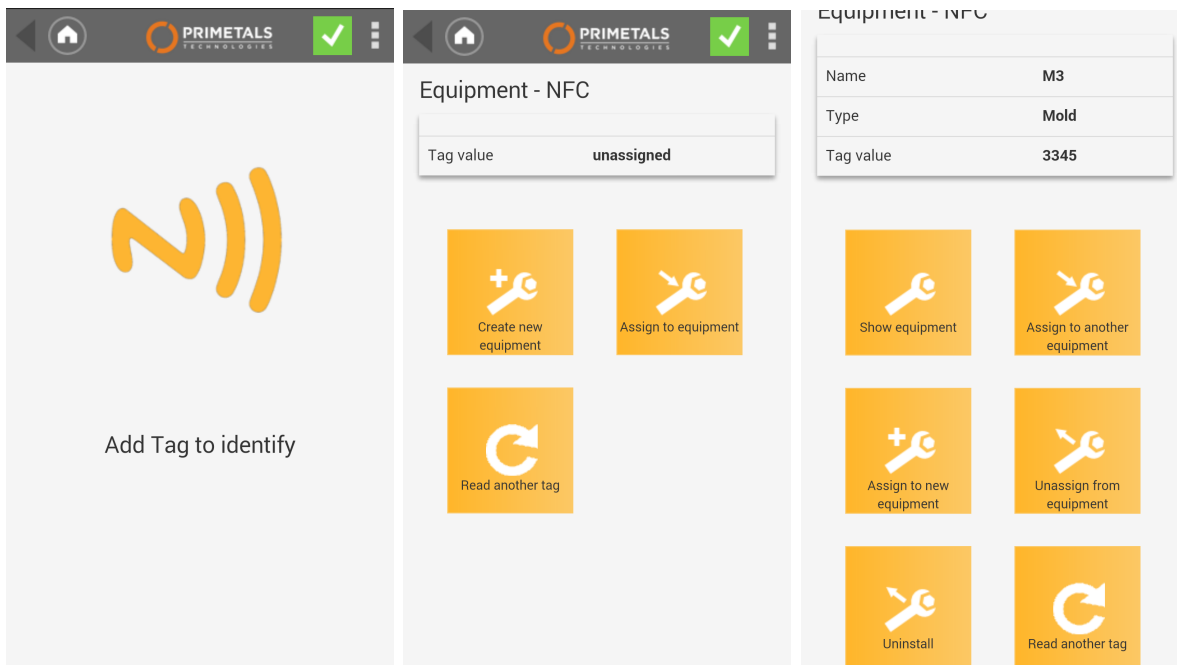 PRIMETALS
TECHNOLOGIES
Add Tag to identify
PRIMETALS
TECHNOLOGIES
Equipment - NFC
Tag value unassigned
Create new
equipment
Assign to equipment
Read another tag
Equipment - NFC
Name M3
Type Mold
Tag value 3345
Show equipment
Assign to another
equipment
Assign to new
equipment
Unassign from
equipment
Uninstall
Read another tag